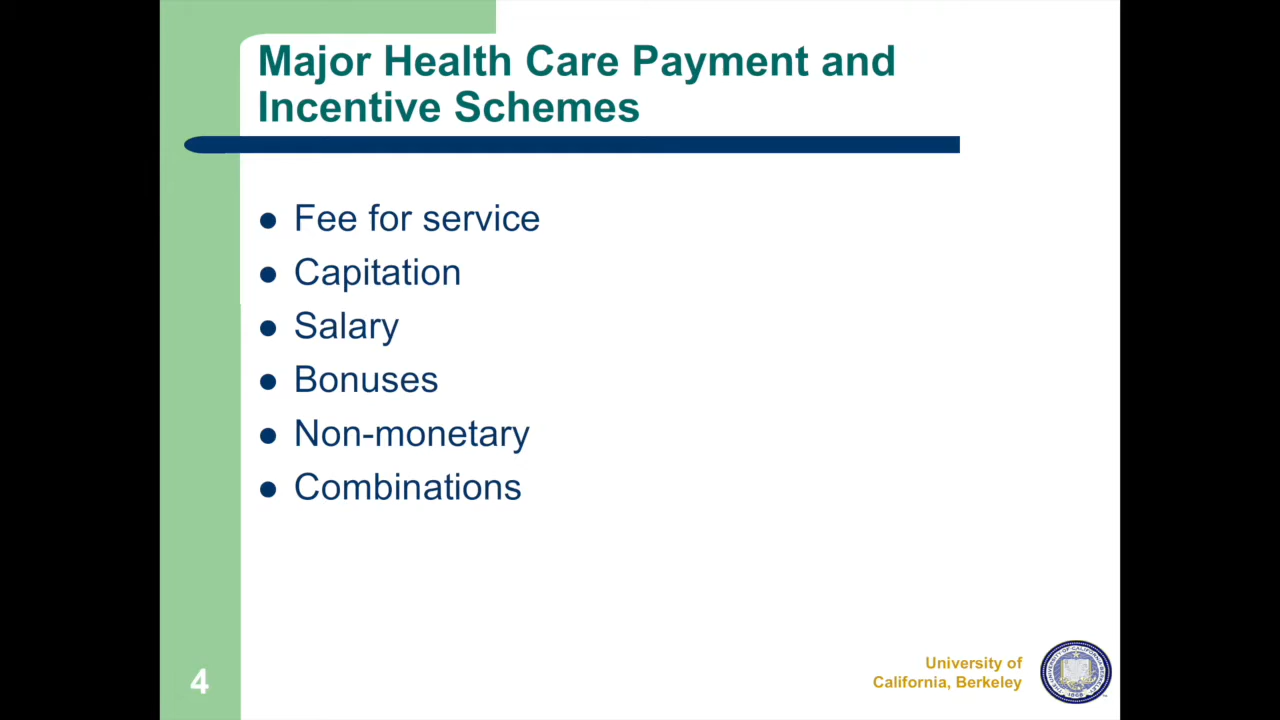 Major Health Care Payment and
Incentive Schemes
Fee for service
Capitation
Salary
Bonuses
Non-monetary
Combinations
4
University of
California, Berkeley